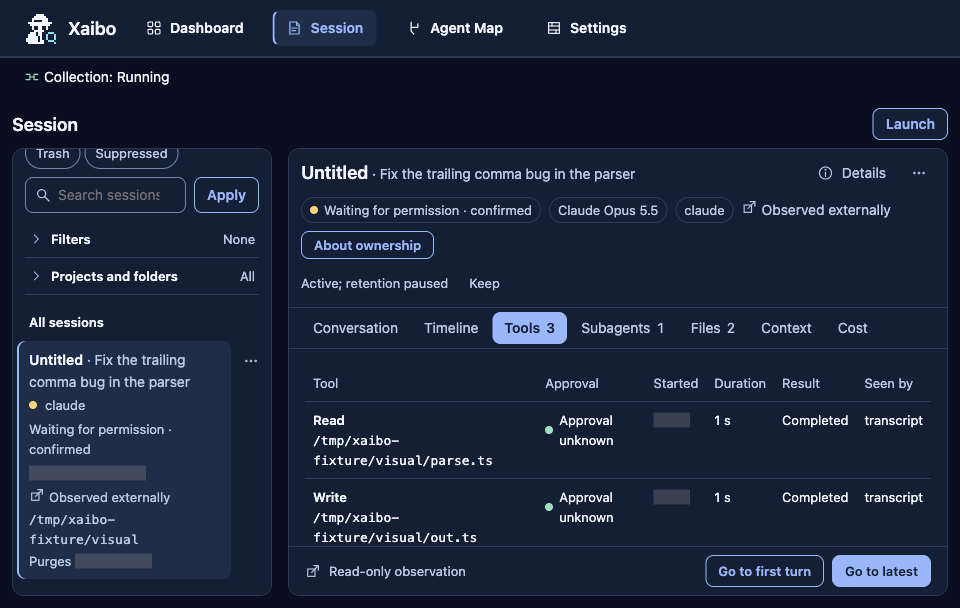 Xaibo
Dashboard
Session
Agent Map
Settings
Collection: Running
Session
Launch
Trash
Suppressed
Search sessions
Apply
Filters
None
Projects and folders
All
All sessions
Untitled · Fix the trailing
comma bug in the parser
claude
Waiting for permission ·
confirmed
Observed externally
/tmp/xaibo-
fixture/visual
Purges
Untitled · Fix the trailing comma bug in the parser
Details
Waiting for permission · confirmed
Claude Opus 5.5
claude
Observed externally
About ownership
Active; retention paused
Keep
Conversation
Timeline
Tools 3
Subagents 1
Files 2
Context
Cost
Tool
Approval
Started
Duration
Result
Seen by
Read
/tmp/xaibo-
fixture/visual/parse.ts
Approval
unknown
1 s
Completed
transcript
Write
/tmp/xaibo-
fixture/visual/out.ts
Approval
unknown
1 s
Completed
transcript
Read-only observation
Go to first turn
Go to latest